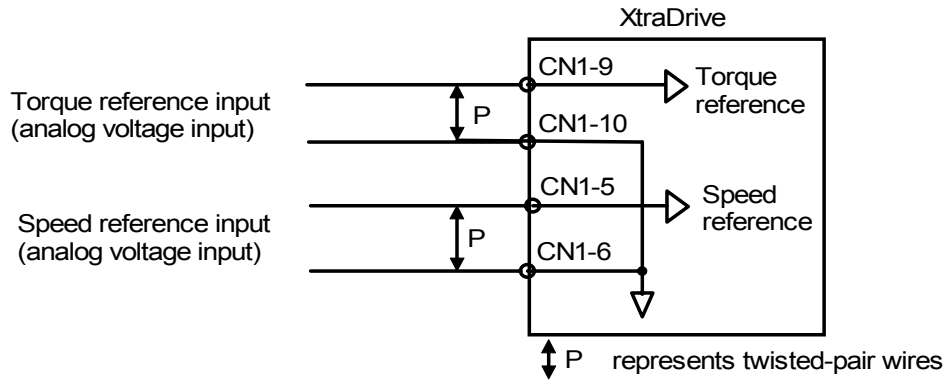 XtraDrive
CN1-9
Torque
reference
Torque reference input
(analog voltage input)
P
CN1-10
CN1-5
Speed
reference
Speed reference input
(analog voltage input)
P
CN1-6
P represents twisted-pair wires